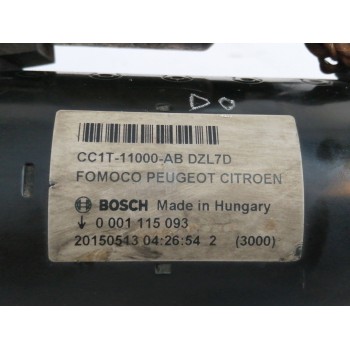 DO
CC1T-11000-AB DZL7D
FOMOCO PEUGEOT CITROEN
BOSCH Made in Hungary
↓ 0 001 115 093
20150513 04:26:54 2 (3000)